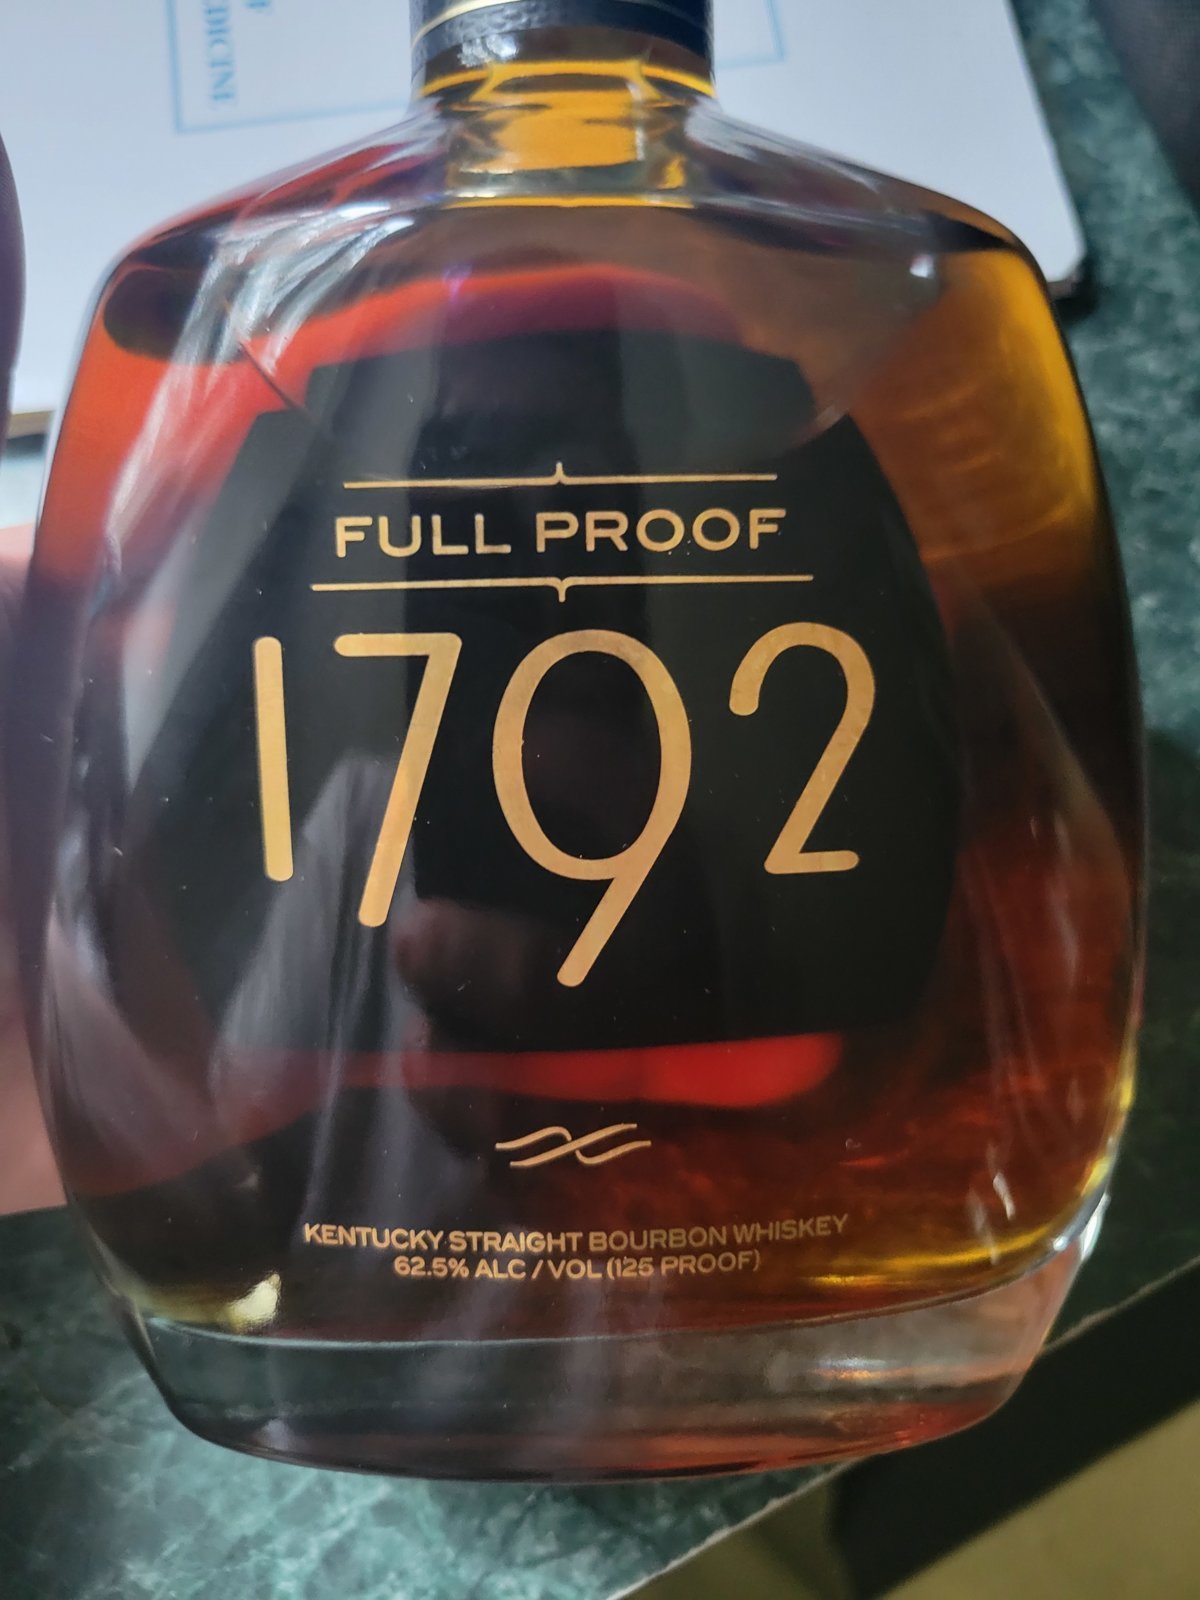 FULL PROOF
1792
KENTUCKY STRAIGHT BOURBON WHISKEY
62.5% ALC / VOL (125 PROOF)